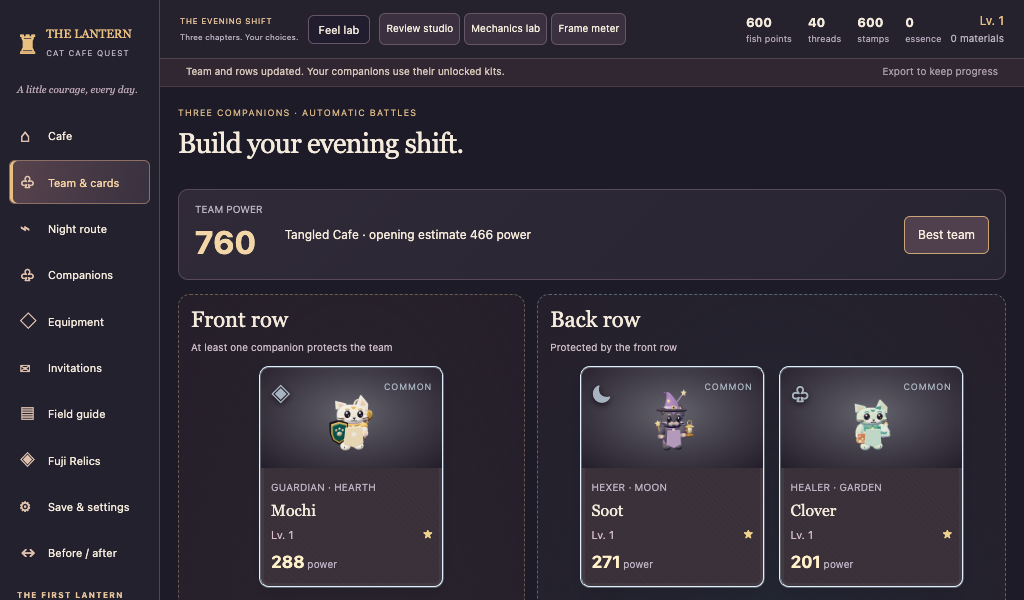 THE LANTERN
CAT CAFE QUEST
A little courage, every day.
Cafe
Team & cards
Night route
Companions
Equipment
Invitations
Field guide
Fuji Relics
Save & settings
Before / after
THE FIRST LANTERN
THE EVENING SHIFT
Three chapters. Your choices.
Feel lab
Review studio
Mechanics lab
Frame meter
600
fish points
40
threads
600
stamps
0
essence
Lv. 1
0 materials
Team and rows updated. Your companions use their unlocked kits.
Export to keep progress
THREE COMPANIONS · AUTOMATIC BATTLES
Build your evening shift.
TEAM POWER
760
Tangled Cafe · opening estimate 466 power
Best team
Front row
At least one companion protects the team
COMMON
GUARDIAN · HEARTH
Mochi
Lv. 1
288 power
Back row
Protected by the front row
COMMON
HEXER · MOON
Soot
Lv. 1
271 power
COMMON
HEALER · GARDEN
Clover
Lv. 1
201 power